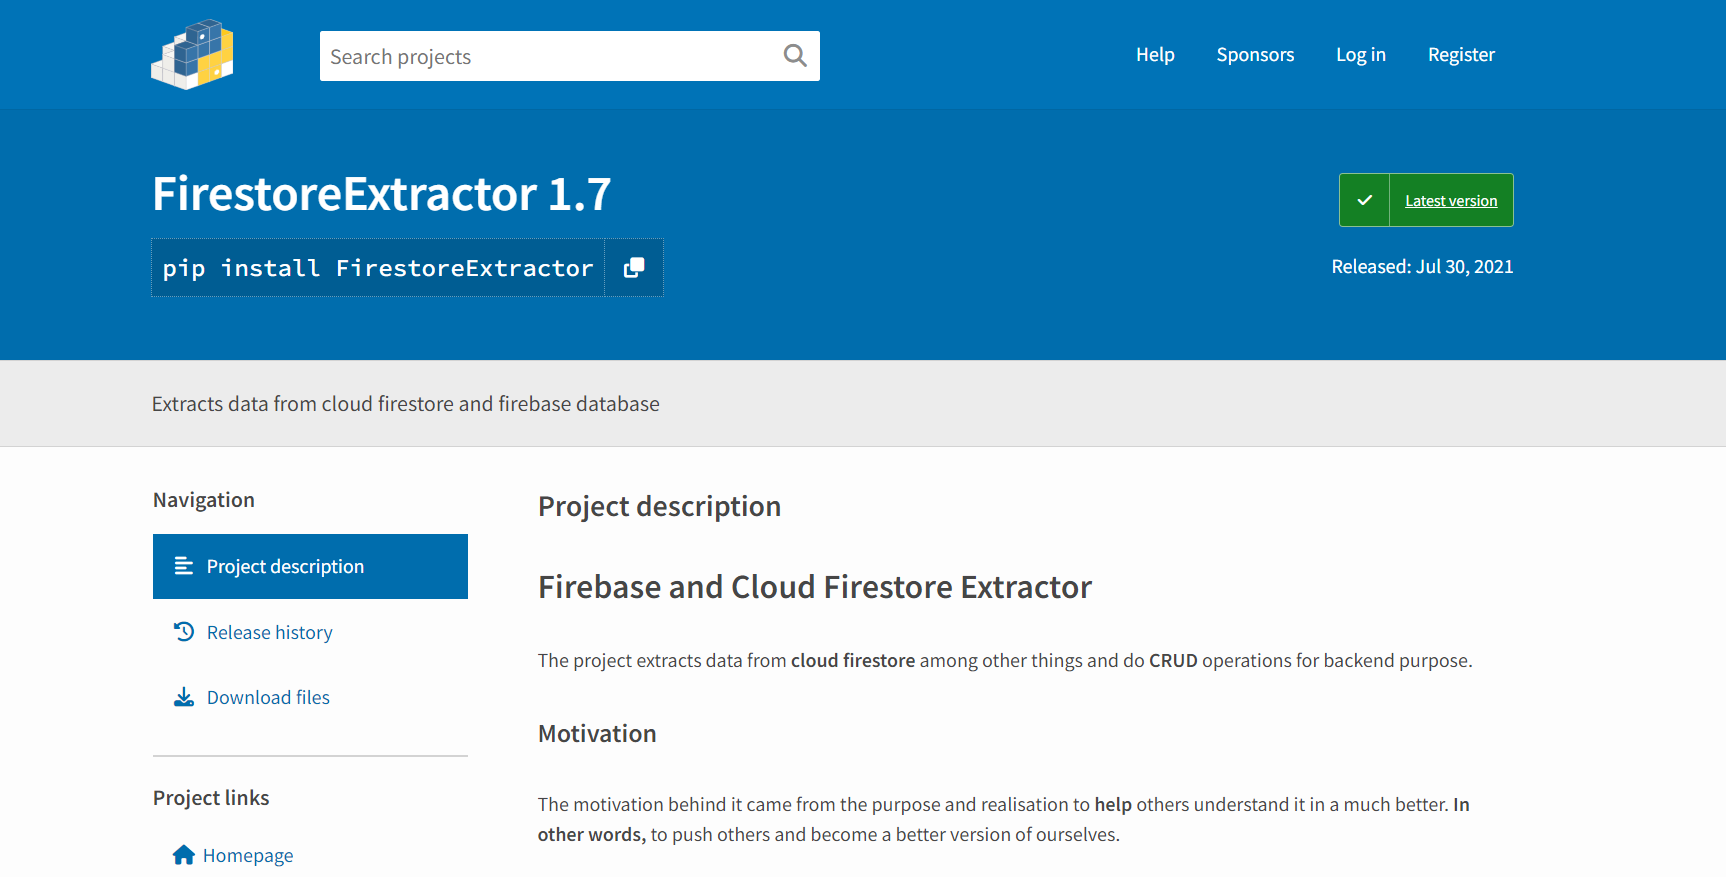 Search projects
Help
Sponsors
Log in
Register
FirestoreExtractor 1.7
pip install FirestoreExtractor
Latest version
Released: Jul 30, 2021
Extracts data from cloud firestore and firebase database
Navigation
Project description
Release history
Download files
Project links
Homepage
Project description
Firebase and Cloud Firestore Extractor
The project extracts data from cloud firestore among other things and do CRUD operations for backend purpose.
Motivation
The motivation behind it came from the purpose and realisation to help others understand it in a much better. In
other words, to push others and become a better version of ourselves.